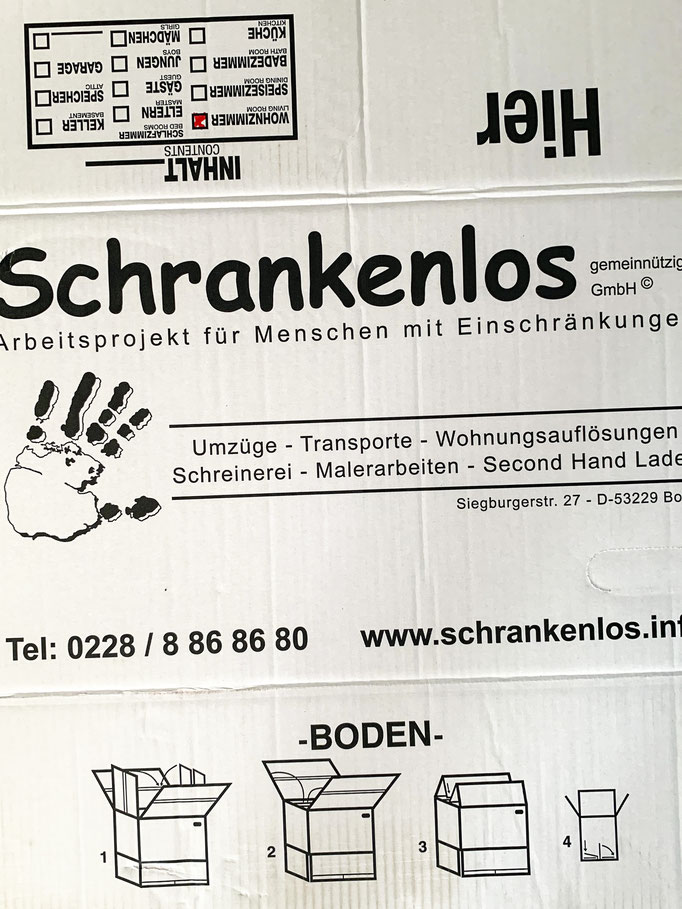 INHALT
CONTENTS
WOHNZIMMER
LIVING ROOM
SPEISEZIMMER
DINING ROOM
BADEZIMMER
BATH ROOM
KÜCHE
KITCHEN
SCHLAFZIMMER
BED ROOMS
ELTERN
MASTER
GÄSTE
GUEST
JUNGEN
BOYS
MÄDCHEN
GIRLS
KELLER
BASEMENT
SPEICHER
ATTIC
GARAGE
Hier
Schrankenlos
gemeinnützig
GmbH ©
Arbeitsprojekt für Menschen mit Einschränkunge
Umzüge - Transporte - Wohnungsauflösungen
Schreinerei - Malerarbeiten - Second Hand Lade
Siegburgerstr. 27 - D-53229 Bo
Tel: 0228 / 8 86 86 80 www.schrankenlos.inf
-BODEN-
1 2 3 4